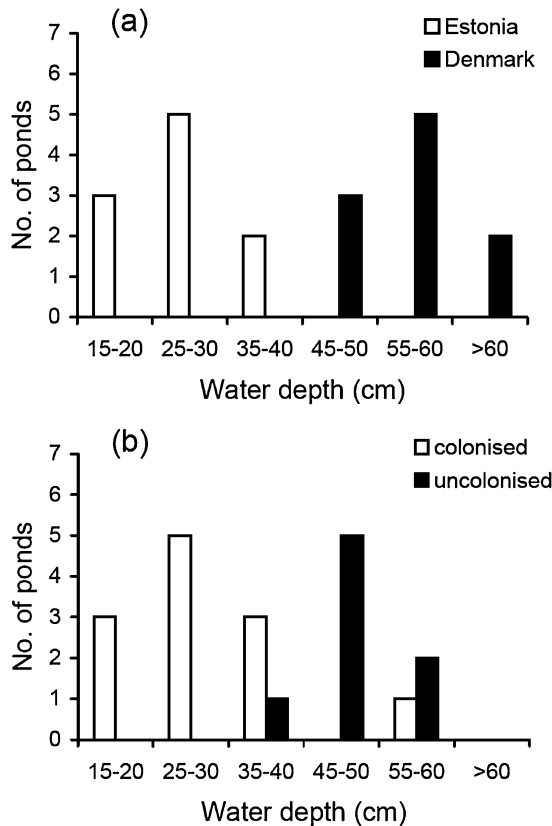 (a)
Estonia
Denmark
7
6
5
4
3
2
1
0
No. of ponds
15-20 25-30 35-40 45-50 55-60 >60
Water depth (cm)
(b)
colonised
uncolonised
7
6
5
4
3
2
1
0
No. of ponds
15-20 25-30 35-40 45-50 55-60 >60
Water depth (cm)